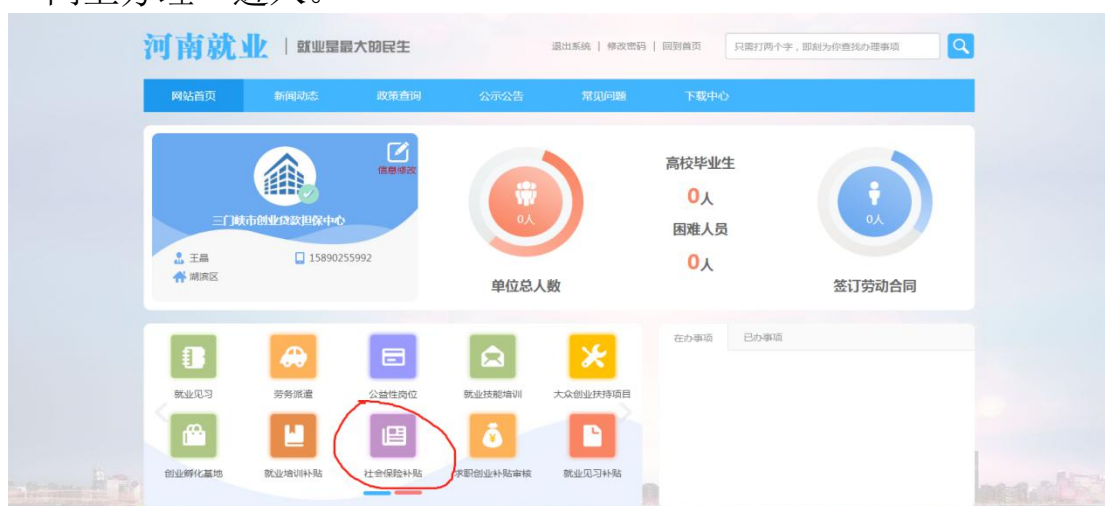 网上办理“进入。
河南就业 | 就业是最大的民生
退出系统 | 修改密码 | 回到首页
只需打两个字,即刻为你查找办理事项
网站首页 新闻动态 政策查询 公示公告 常见问题 下载中心
信息修改
三门峡市创业贷款担保中心
王晶 15890255992
湖滨区
0人
单位总人数
高校毕业生
0人
困难人员
0人
0人
签订劳动合同
就业见习 劳务派遣 公益性岗位 就业技能培训 大众创业扶持项目
创业孵化基地 就业培训补贴 社会保险补贴 求职创业补贴审核 就业见习补贴
在办事项 已办事项